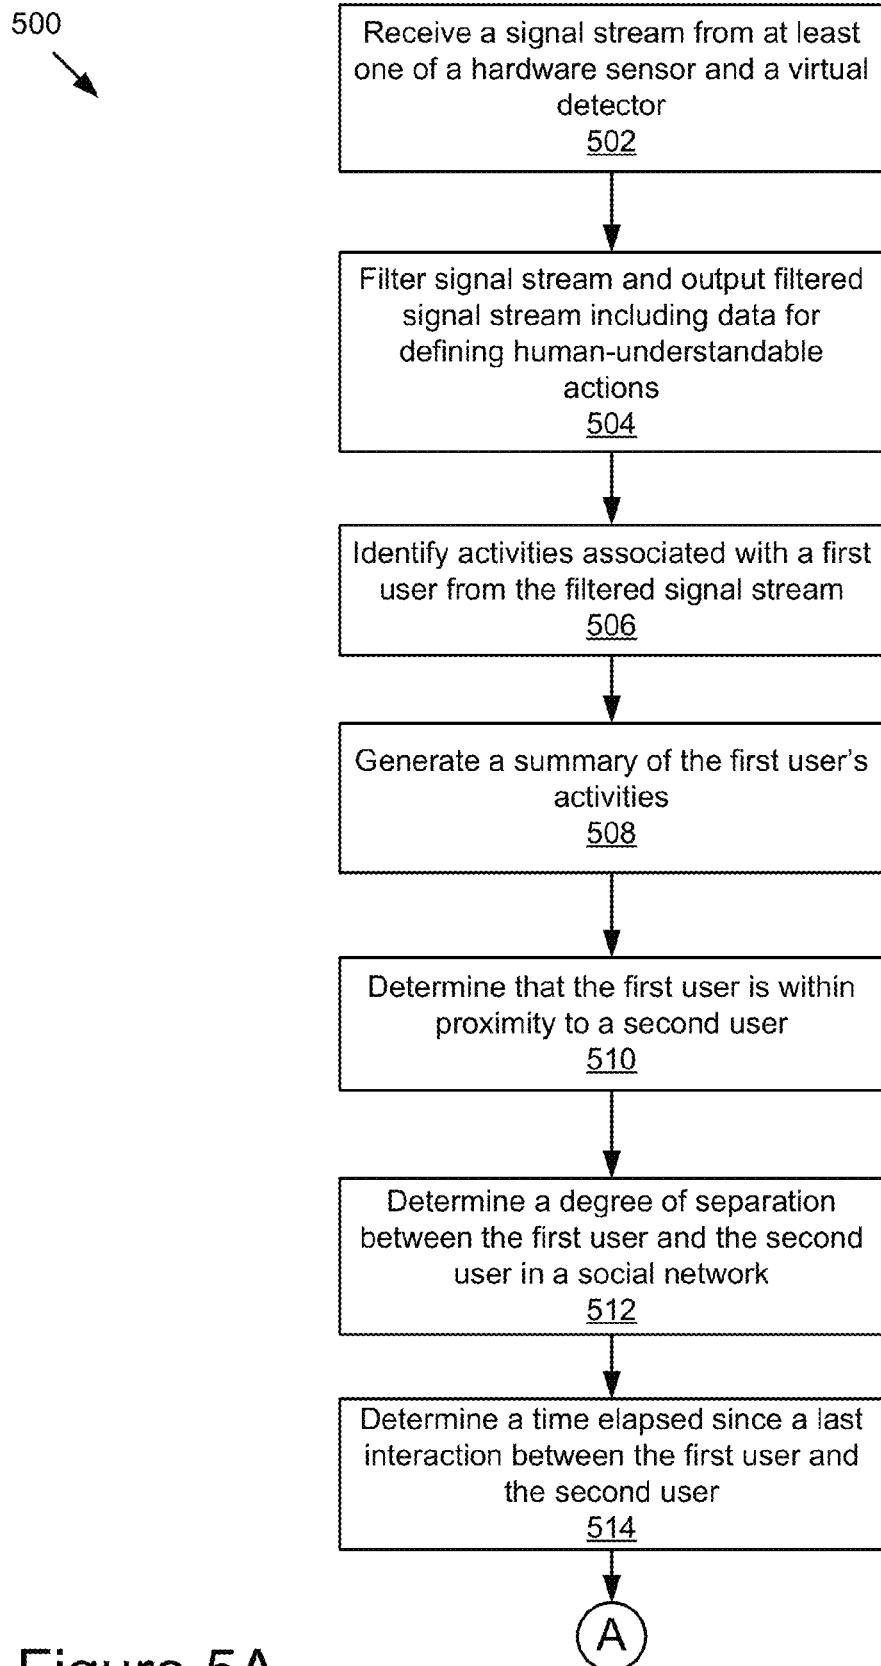 500
Receive a signal stream from at least
one of a hardware sensor and a virtual
detector
502
Filter signal stream and output filtered
signal stream including data for
defining human-understandable
actions
504
Identify activities associated with a first
user from the filtered signal stream
506
Generate a summary of the first user's
activities
508
Determine that the first user is within
proximity to a second user
510
Determine a degree of separation
between the first user and the second
user in a social network
512
Determine a time elapsed since a last
interaction between the first user and
the second user
514
A
Figure 5A